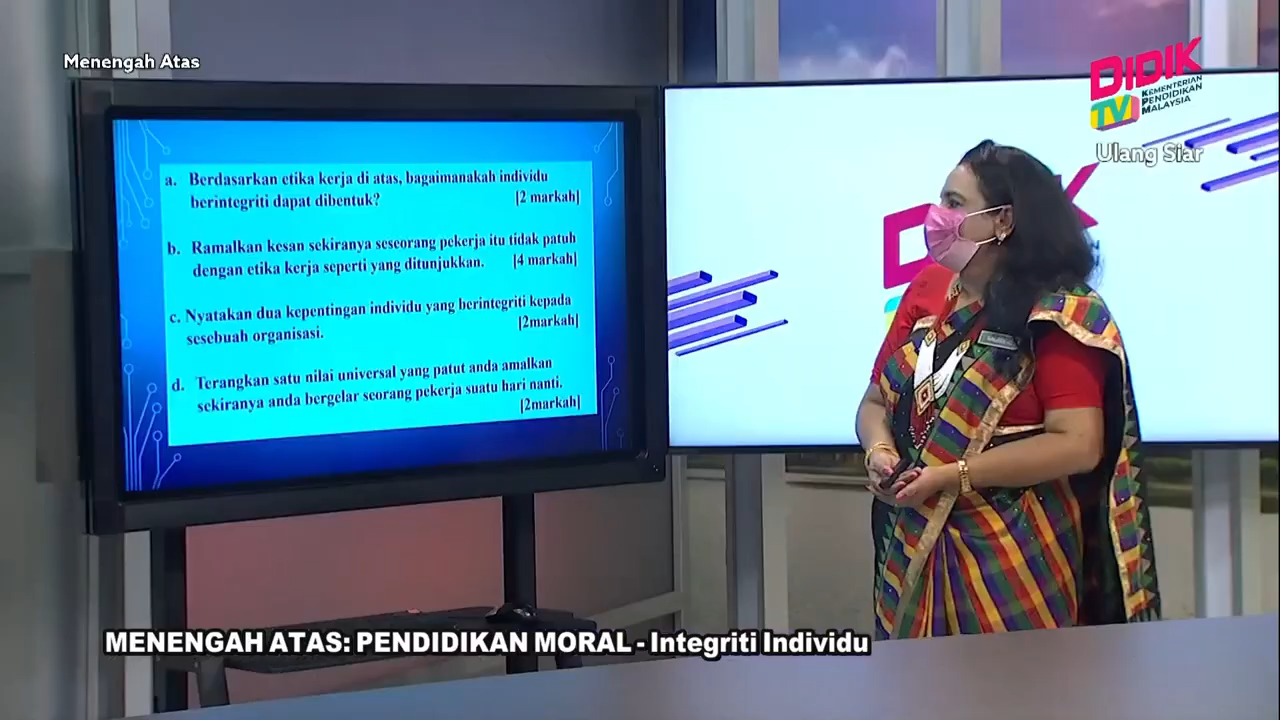 Menengah Atas
DIDIK
TV
KEMENTERIAN
PENDIDIKAN
MALAYSIA
Ulang Siar
a. Berdasarkan etika kerja di atas, bagaimanakah individu
berintegriti dapat dibentuk? [2 markah]
b. Ramalkan kesan sekiranya seseorang pekerja itu tidak patuh
dengan etika kerja seperti yang ditunjukkan. [4 markah]
c. Nyatakan dua kepentingan individu yang berintegriti kepada
sesebuah organisasi. [2markah]
d. Terangkan satu nilai universal yang patut anda amalkan
sekiranya anda bergelar seorang pekerja suatu hari nanti.
[2markah]
MENENGAH ATAS: PENDIDIKAN MORAL - Integriti Individu